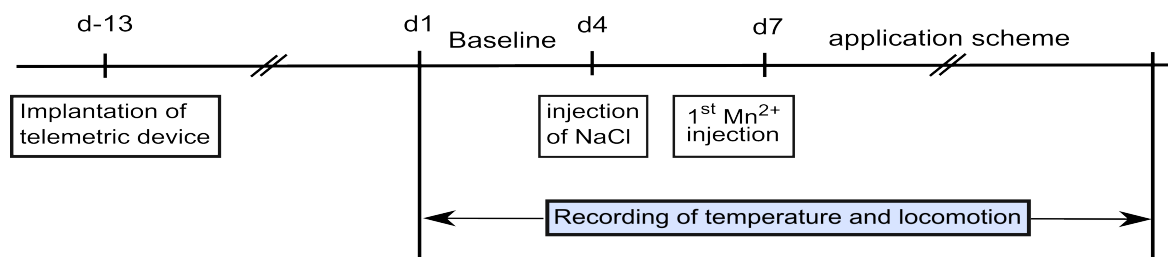 d-13
d1
d4
d7
Baseline
application scheme
Implantation of
telemetric device
injection
of NaCl
1st Mn2+
injection
Recording of temperature and locomotion